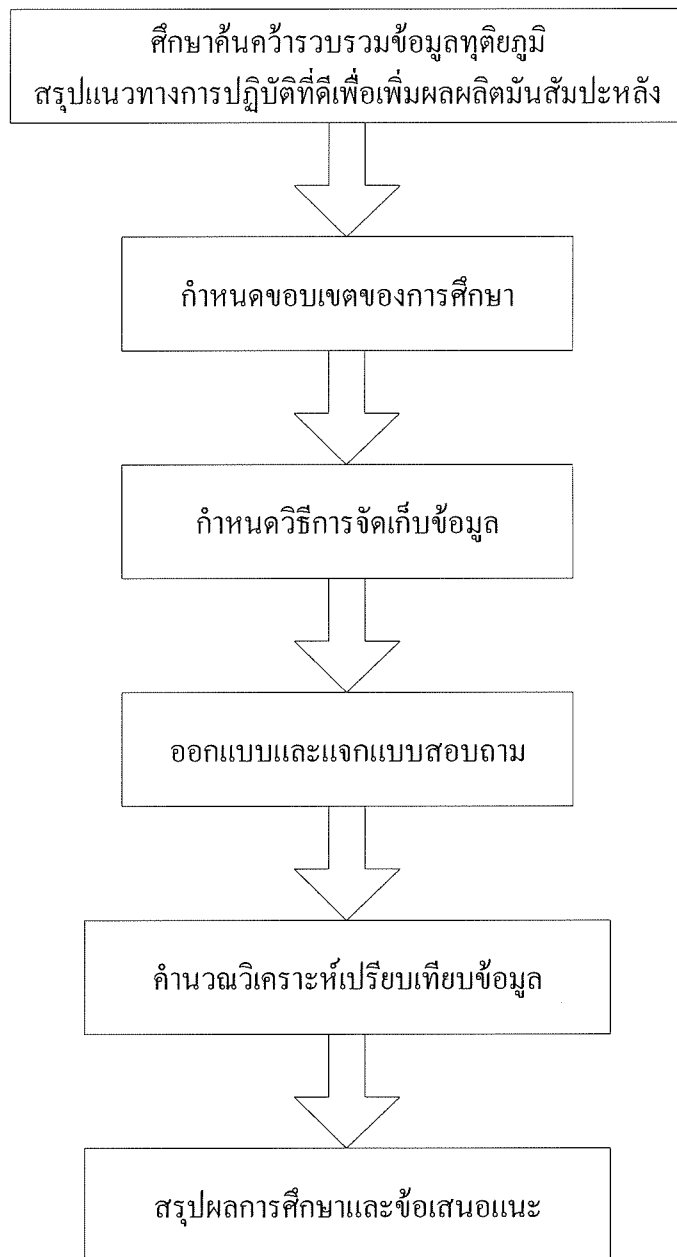 ศึกษาค้นคว้ารวบรวมข้อมูลทุติยภูมิ
สรุปแนวทางการปฏิบัติที่ดีเพื่อเพิ่มผลผลิตมันสัมปะหลัง
กำหนดขอบเขตของการศึกษา
กำหนดวิธีการจัดเก็บข้อมูล
ออกแบบและแจกแบบสอบถาม
คำนวณวิเคราะห์เปรียบเทียบข้อมูล
สรุปผลการศึกษาและข้อเสนอแนะ